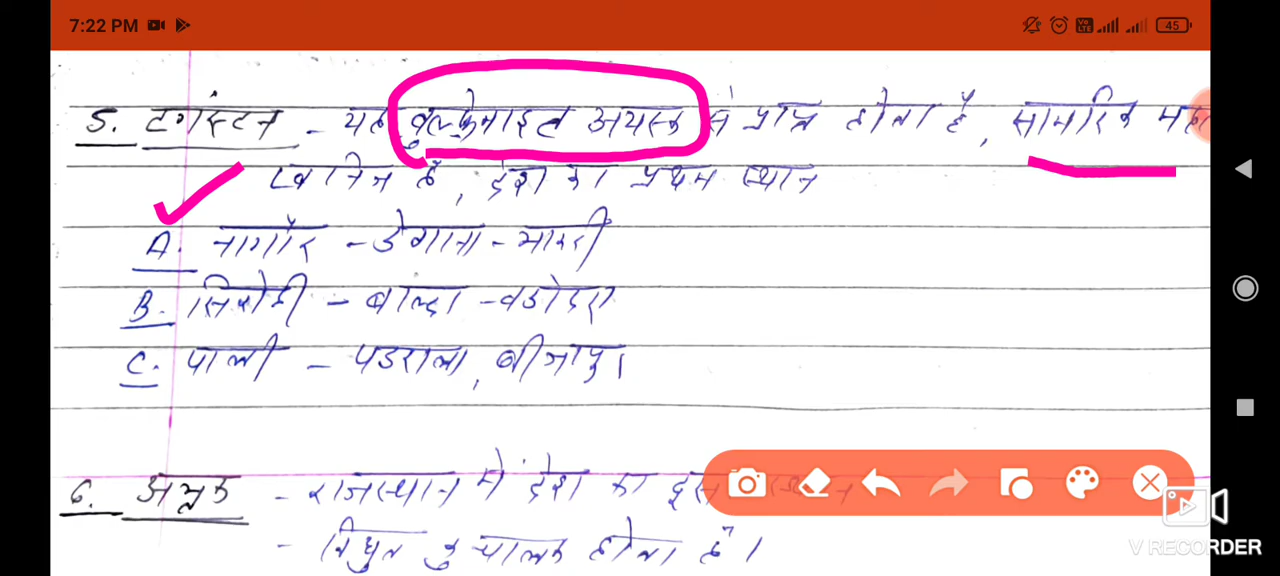 7:22 PM 45
5. टंगस्टन - यह वुल्फ्रेमाइट अयस्क से प्राप्त होता है, सामरिक
खनिज है, देश का प्रथम स्थान
A. नागौर - डेगाना - भाकरी
B. सिरोही - बाल्दा - वडोदरा
C. पाली - पडराला, बीजापुर
6. अभ्रक - राजस्थान में देश का
- विधुत कुचालक होता है।
V RECORDER